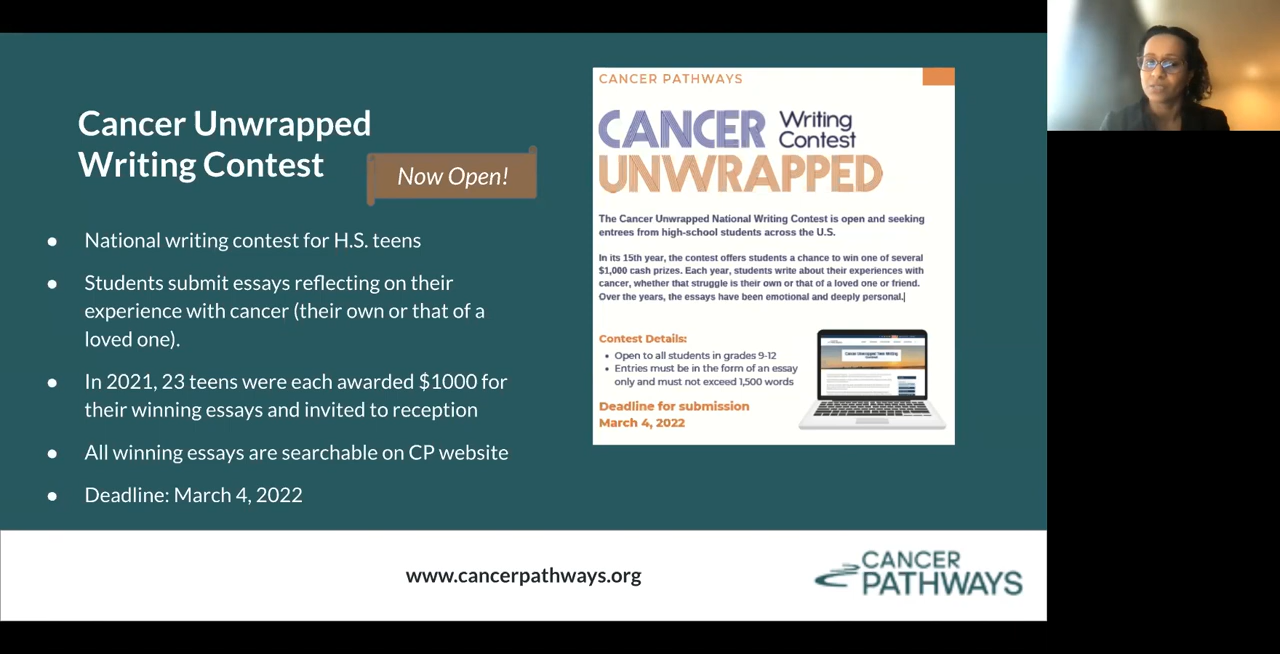 Cancer Unwrapped
Writing Contest
Now Open!
● National writing contest for H.S. teens
● Students submit essays reflecting on their
experience with cancer (their own or that of a
loved one).
● In 2021, 23 teens were each awarded $1000 for
their winning essays and invited to reception
● All winning essays are searchable on CP website
● Deadline: March 4, 2022
CANCER PATHWAYS
CANCER Writing
Contest
UNWRAPPED
The Cancer Unwrapped National Writing Contest is open and seeking
entrees from high-school students across the U.S.
In its 15th year, the contest offers students a chance to win one of several
$1,000 cash prizes. Each year, students write about their experiences with
cancer, whether that struggle is their own or that of a loved one or friend.
Over the years, the essays have been emotional and deeply personal.
Contest Details:
• Open to all students in grades 9-12
• Entries must be in the form of an essay
only and must not exceed 1,500 words
Deadline for submission
March 4, 2022
Cancer Unwrapped Teen Writing
www.cancerpathways.org
CANCER
PATHWAYS